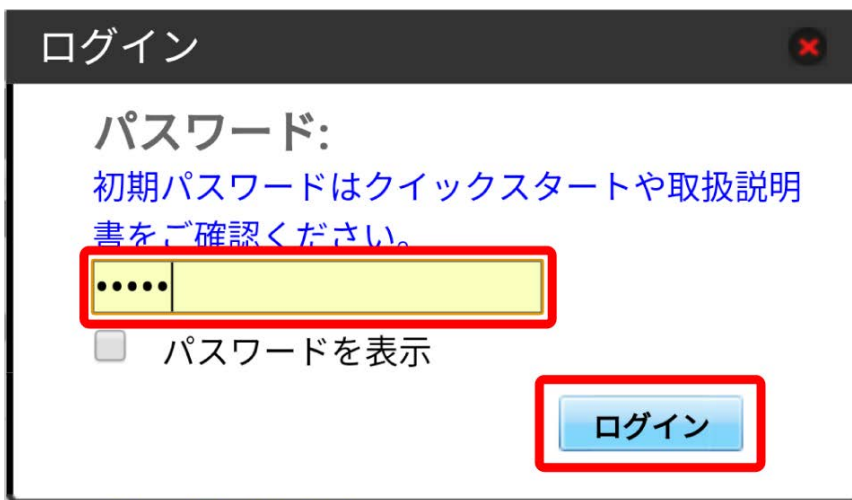 ログイン
パスワード:
初期パスワードはクイックスタートや取扱説明
書をご確認ください。
•••••
パスワードを表示
ログイン